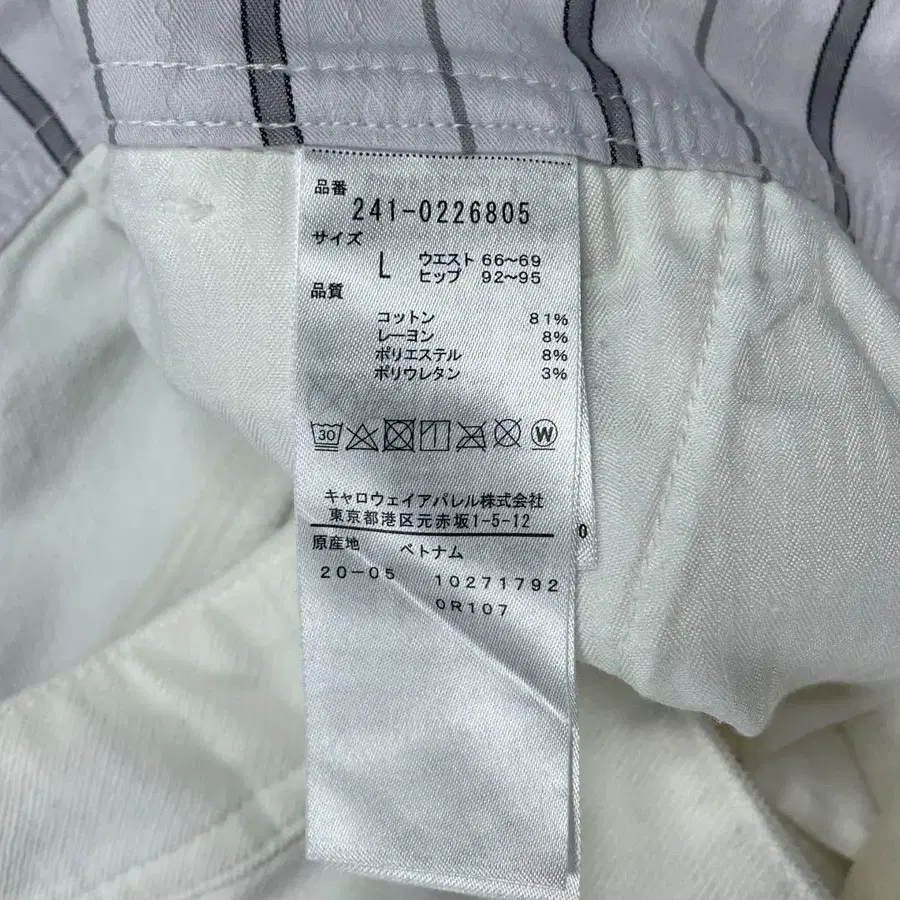 品番
241-0226805
サイズ
L ウエスト 66〜69
ヒップ 92〜95
品質
コットン 81%
レーヨン 8%
ポリエステル 8%
ポリウレタン 3%
30 W
キャロウェイアパレル株式会社
東京都港区元赤坂1-5-12
0
原産地 ベトナム
20-05 10271792
0R107